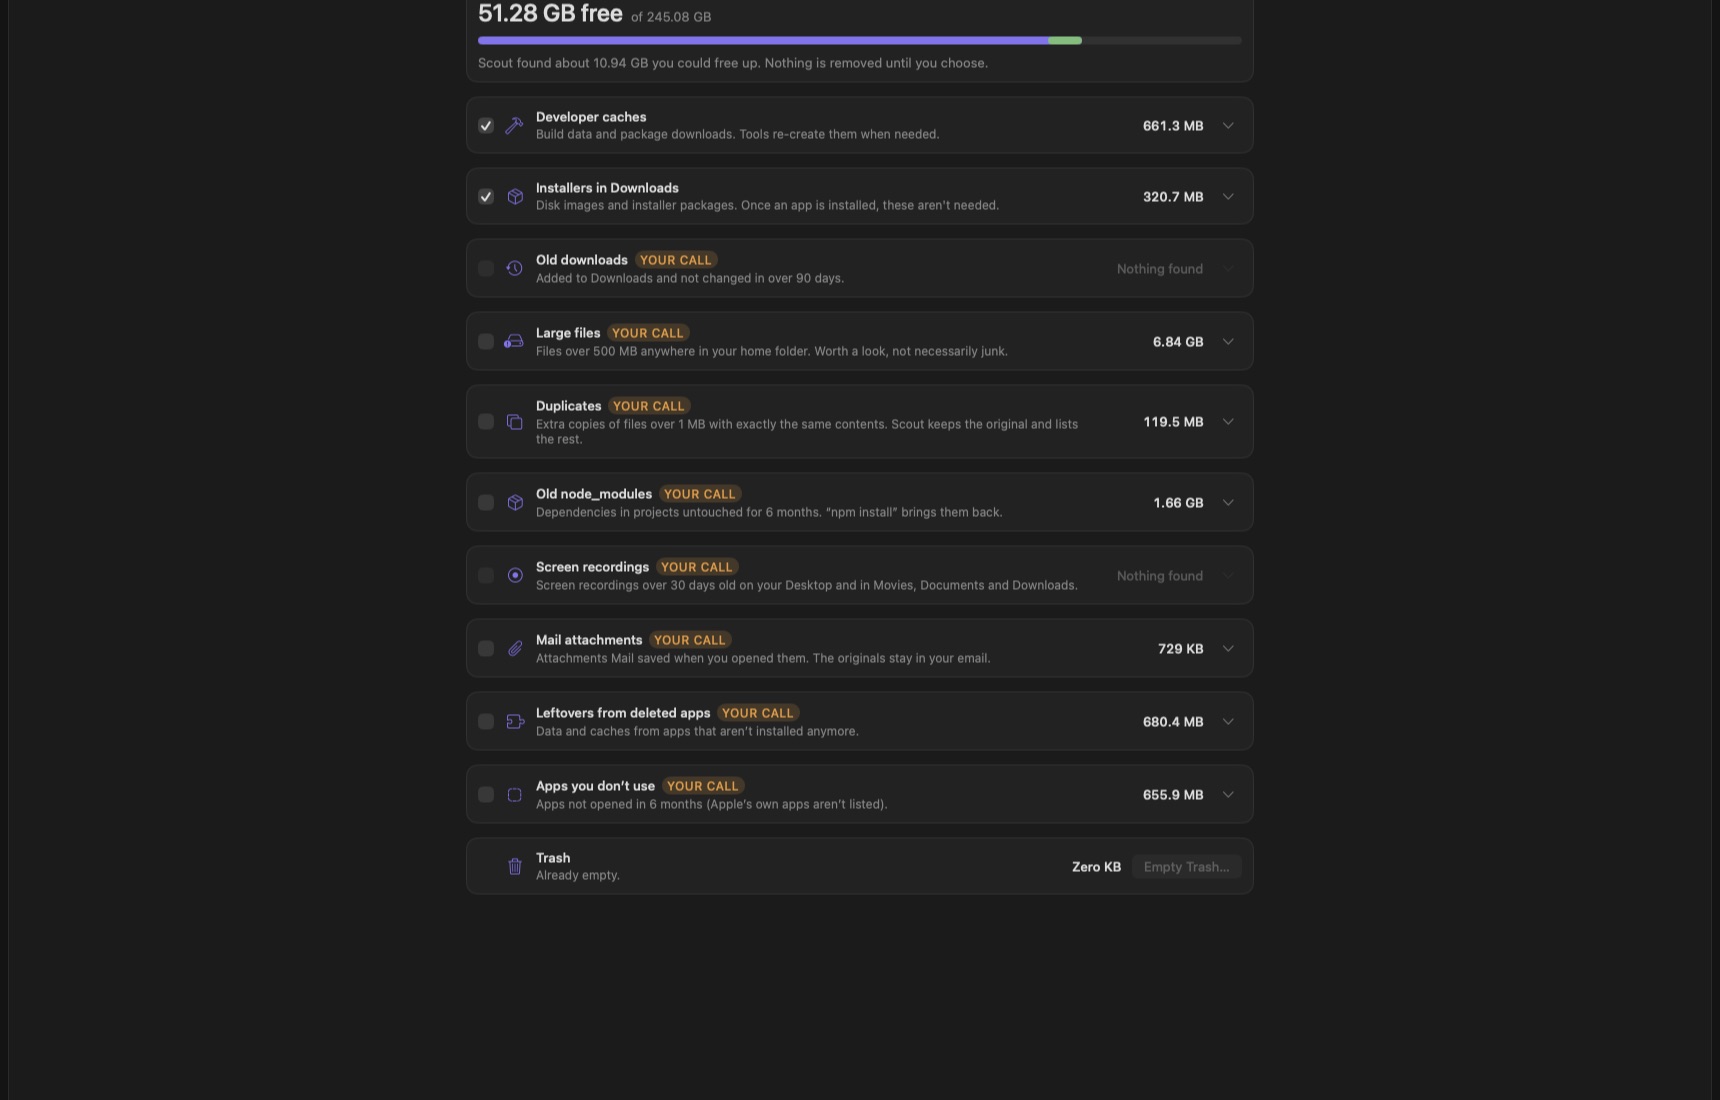 51.28 GB free of 245.08 GB
Scout found about 10.94 GB you could free up. Nothing is removed until you choose.
Developer caches
Build data and package downloads. Tools re-create them when needed.
661.3 MB
Installers in Downloads
Disk images and installer packages. Once an app is installed, these aren't needed.
320.7 MB
Old downloads YOUR CALL
Added to Downloads and not changed in over 90 days.
Nothing found
Large files YOUR CALL
Files over 500 MB anywhere in your home folder. Worth a look, not necessarily junk.
6.84 GB
Duplicates YOUR CALL
Extra copies of files over 1 MB with exactly the same contents. Scout keeps the original and lists
the rest.
119.5 MB
Old node_modules YOUR CALL
Dependencies in projects untouched for 6 months. “npm install” brings them back.
1.66 GB
Screen recordings YOUR CALL
Screen recordings over 30 days old on your Desktop and in Movies, Documents and Downloads.
Nothing found
Mail attachments YOUR CALL
Attachments Mail saved when you opened them. The originals stay in your email.
729 KB
Leftovers from deleted apps YOUR CALL
Data and caches from apps that aren’t installed anymore.
680.4 MB
Apps you don’t use YOUR CALL
Apps not opened in 6 months (Apple’s own apps aren’t listed).
655.9 MB
Trash
Already empty.
Zero KB
Empty Trash...